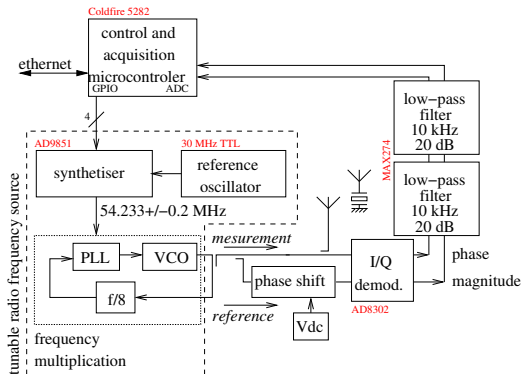 Coldfire 5282
control and
acquisition
microcontroler
GPIO ADC
ethernet
4
AD9851
30 MHz TTL
synthetiser
reference
oscillator
54.233+/-0.2 MHz
PLL
VCO
f/8
frequency
multiplication
tunable radio frequency source
mesurement
reference
phase shift
Vdc
I/Q
demod.
AD8302
phase
magnitude
MAX274
low-pass
filter
10 kHz
20 dB
low-pass
filter
10 kHz
20 dB